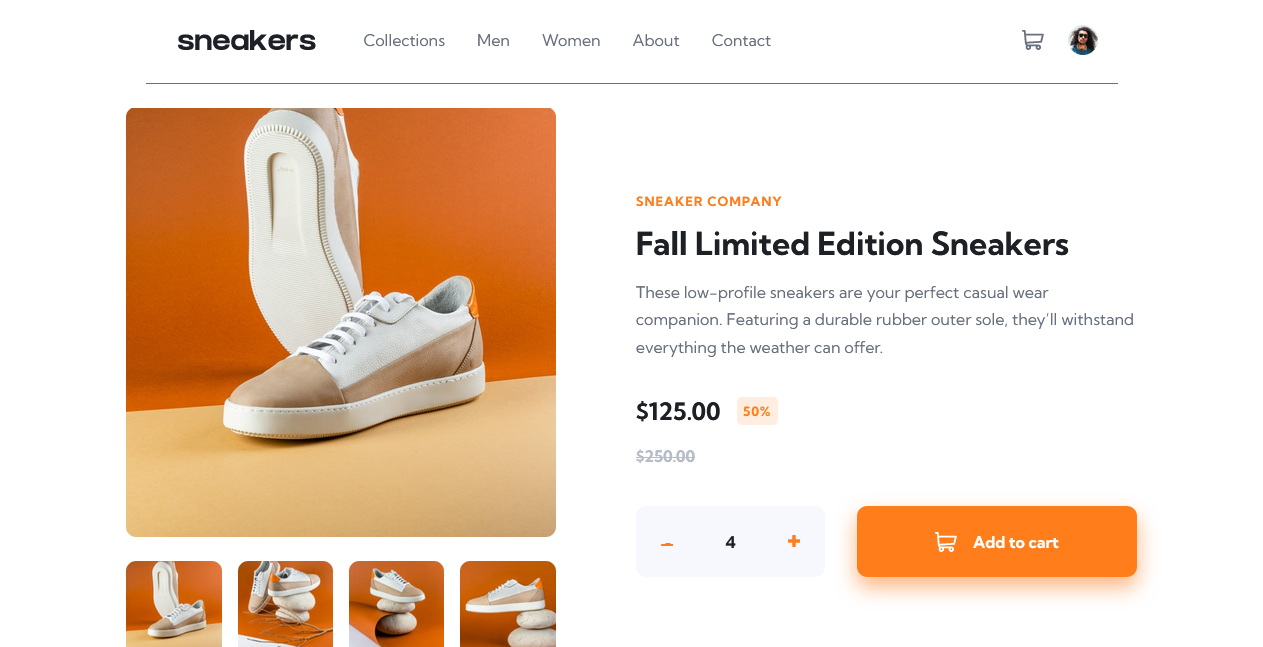 sneakers
Collections Men Women About Contact
SNEAKER COMPANY
Fall Limited Edition Sneakers
These low-profile sneakers are your perfect casual wear
companion. Featuring a durable rubber outer sole, they’ll withstand
everything the weather can offer.
$125.00 50%
$250.00
– 4 +
Add to cart